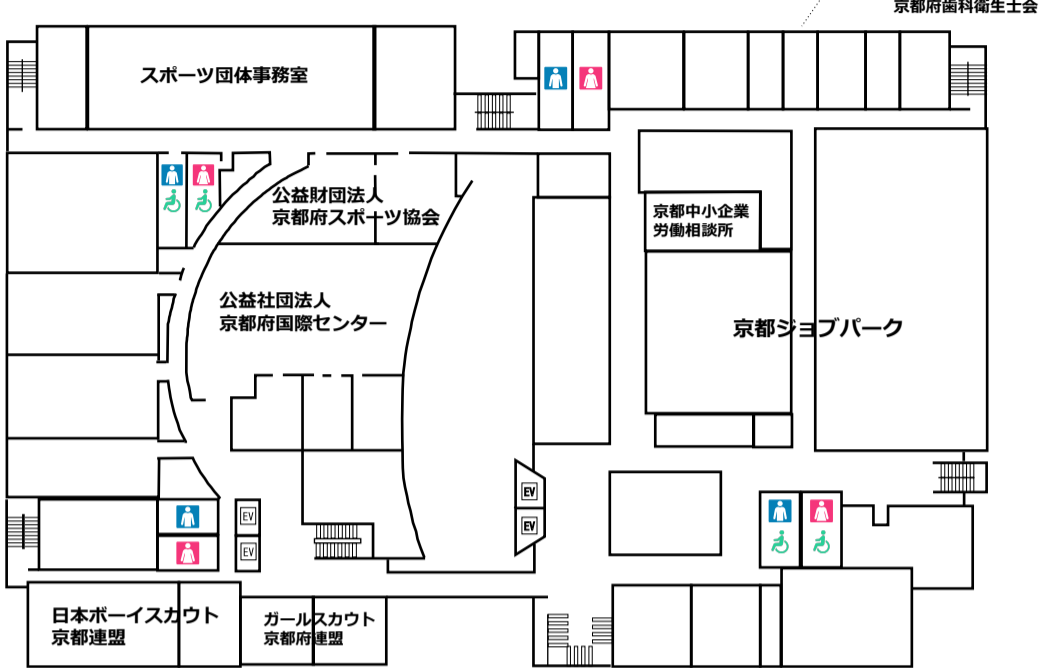 京都府歯科衛生士会
スポーツ団体事務室
公益財団法人
京都府スポーツ協会
京都中小企業
労働相談所
公益社団法人
京都府国際センター
京都ジョブパーク
EV
EV
EV
EV
日本ボーイスカウト
京都連盟
ガールスカウト
京都府連盟